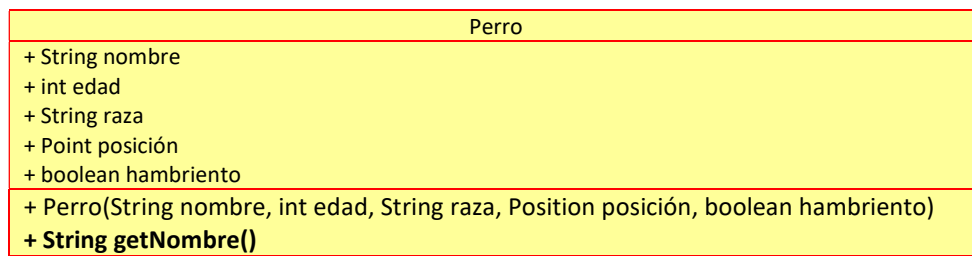 Perro
+ String nombre
+ int edad
+ String raza
+ Point posición
+ boolean hambriento
+ Perro(String nombre, int edad, String raza, Position posición, boolean hambriento)
+ String getNombre()